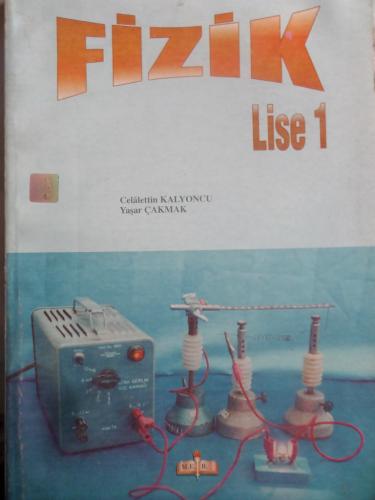 FİZİK
Lise 1
Celâlettin KALYONCU
Yaşar ÇAKMAK
M.E. B.